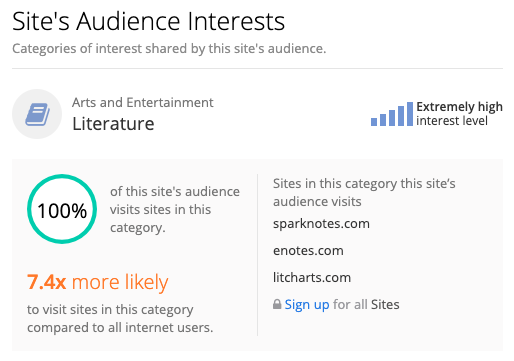 Site's Audience Interests
Categories of interest shared by this site's audience.
Arts and Entertainment
Literature
Extremely high
interest level
100%
of this site's audience
visits sites in this
category.
7.4x more likely
to visit sites in this category
compared to all internet users.
Sites in this category this site’s
audience visits
sparknotes.com
enotes.com
litcharts.com
Sign up for all Sites